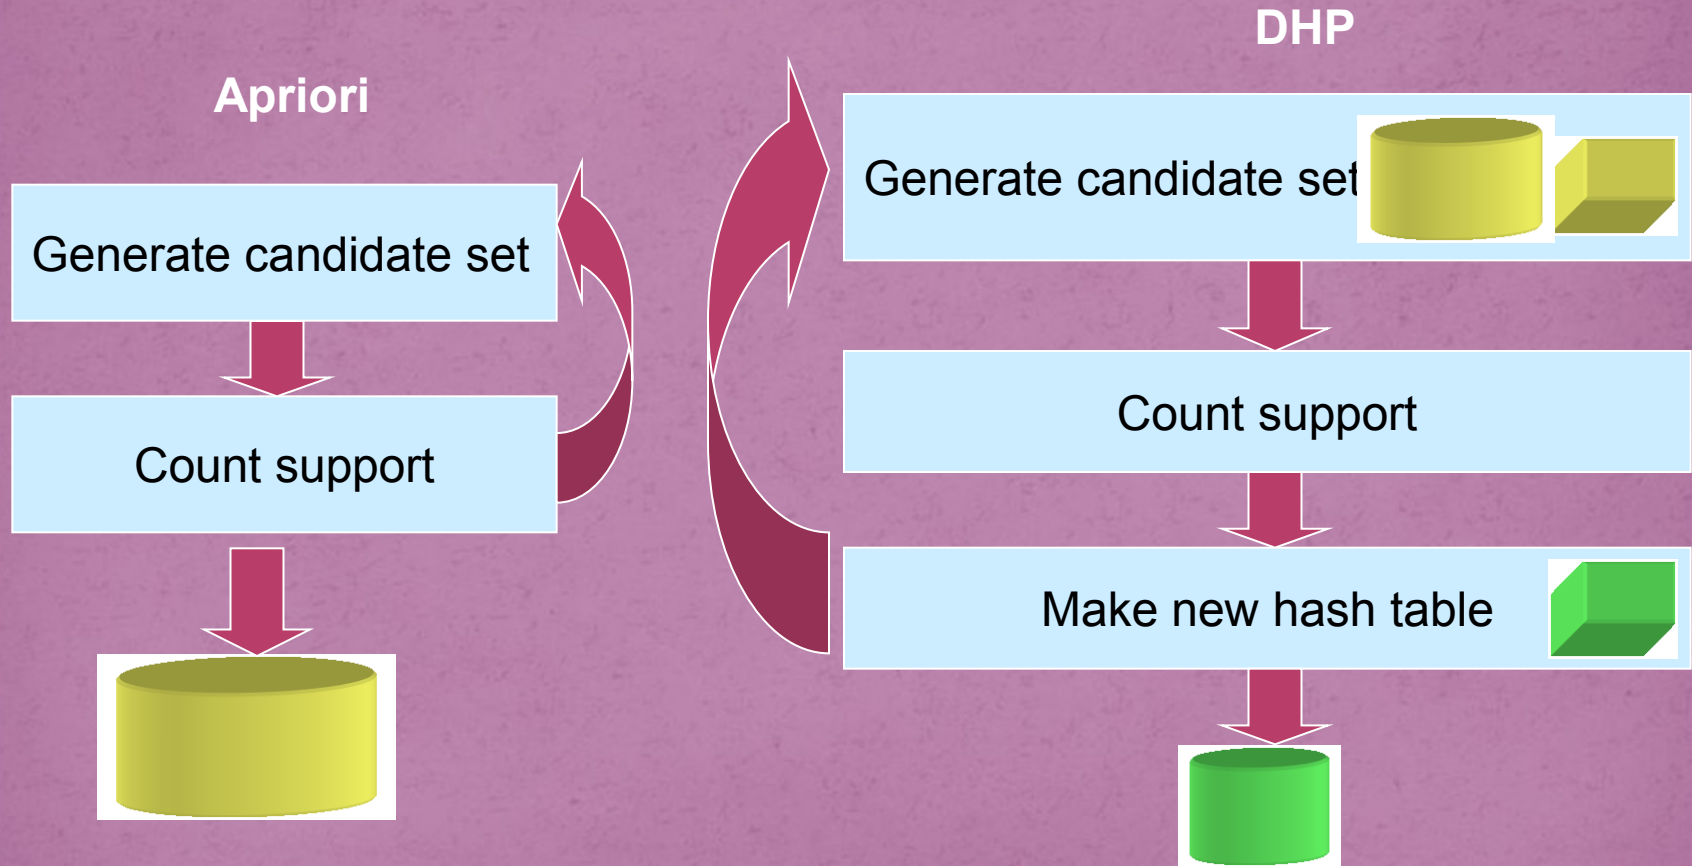 Apriori
Generate candidate set
Count support
DHP
Generate candidate set
Count support
Make new hash table